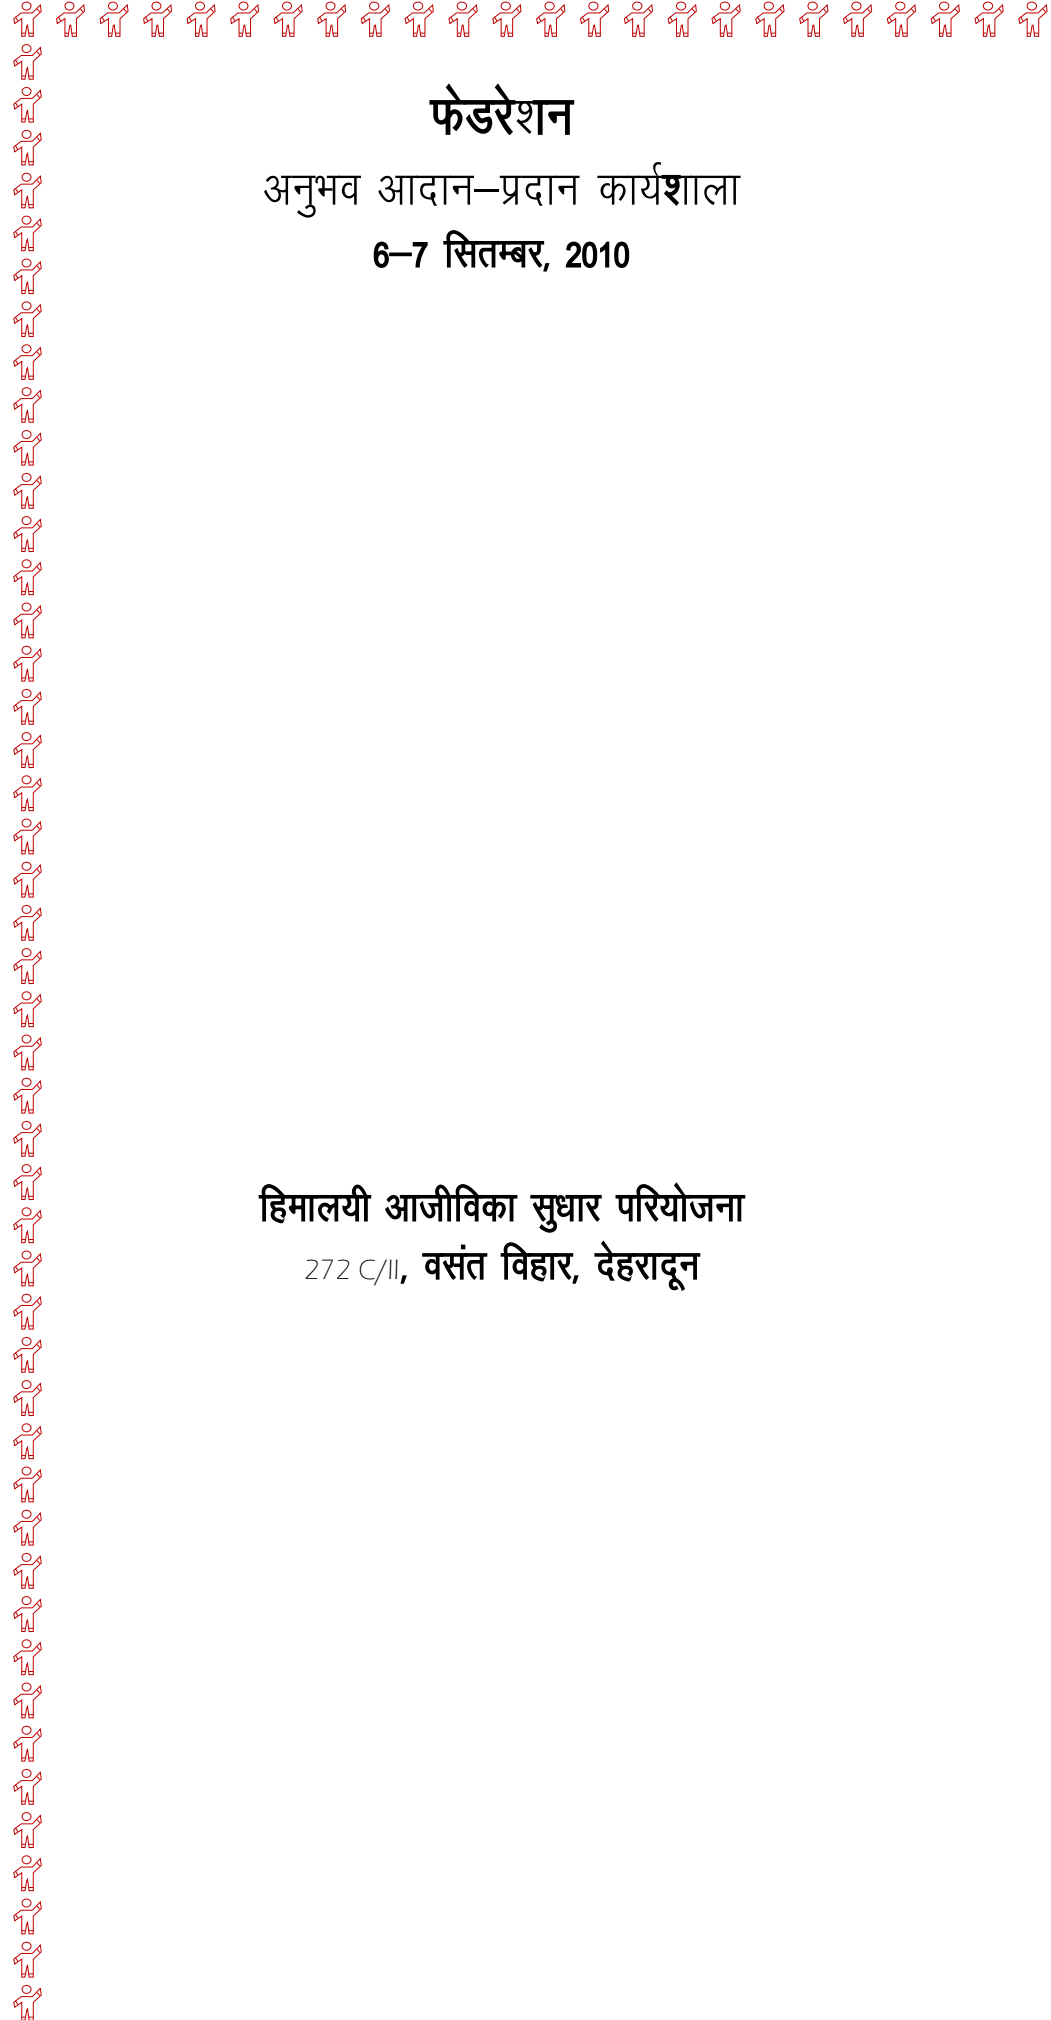 फेडरेशन
अनुभव आदान–प्रदान कार्यशाला
6–7 सितम्बर, 2010
हिमालयी आजीविका सुधार परियोजना
272 C/II, वसंत विहार, देहरादून